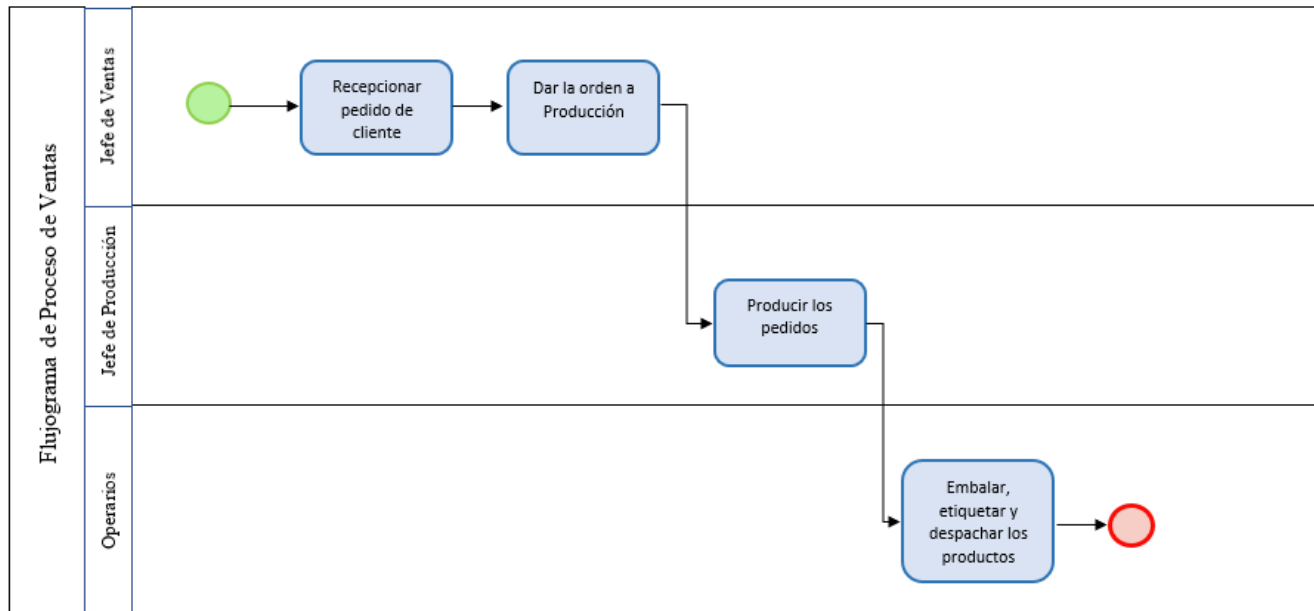 Flujograma de Proceso de Ventas
Jefe de Ventas
Recepcionar
pedido de
cliente
Dar la orden a
Producción
Jefe de Producción
Producir los
pedidos
Operarios
Embalar,
etiquetar y
despachar los
productos